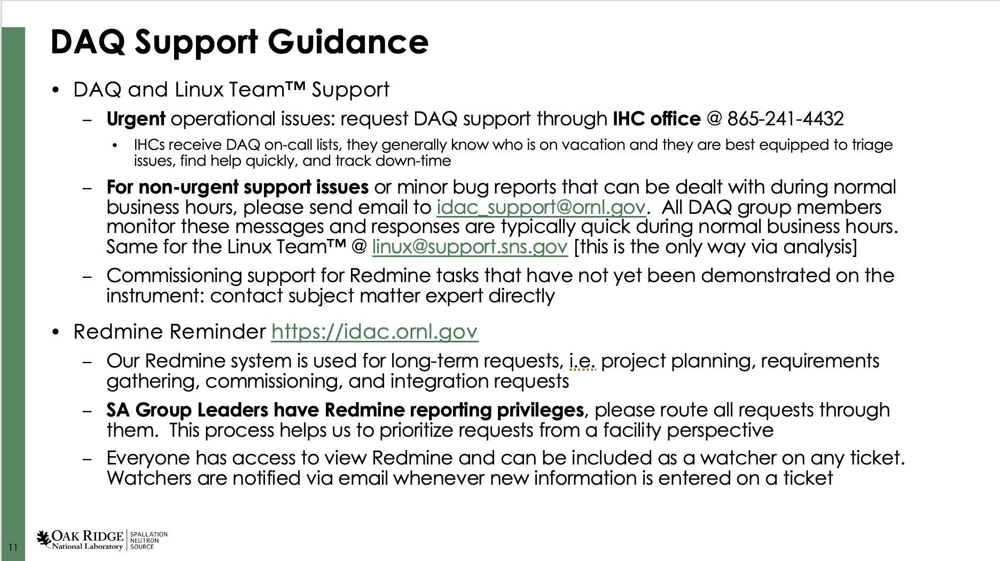 DAQ Support Guidance
• DAQ and Linux Team™ Support
– Urgent operational issues: request DAQ support through IHC office @ 865-241-4432
• IHCs receive DAQ on-call lists, they generally know who is on vacation and they are best equipped to triage
issues, find help quickly, and track down-time
– For non-urgent support issues or minor bug reports that can be dealt with during normal
business hours, please send email to idac_support@ornl.gov.  All DAQ group members
monitor these messages and responses are typically quick during normal business hours.
Same for the Linux Team™ @ linux@support.sns.gov [this is the only way via analysis]
– Commissioning support for Redmine tasks that have not yet been demonstrated on the
instrument: contact subject matter expert directly
• Redmine Reminder https://idac.ornl.gov
– Our Redmine system is used for long-term requests, i.e. project planning, requirements
gathering, commissioning, and integration requests
– SA Group Leaders have Redmine reporting privileges, please route all requests through
them.  This process helps us to prioritize requests from a facility perspective
– Everyone has access to view Redmine and can be included as a watcher on any ticket.
Watchers are notified via email whenever new information is entered on a ticket
11
OAK RIDGE
National Laboratory
SPALLATION
NEUTRON
SOURCE